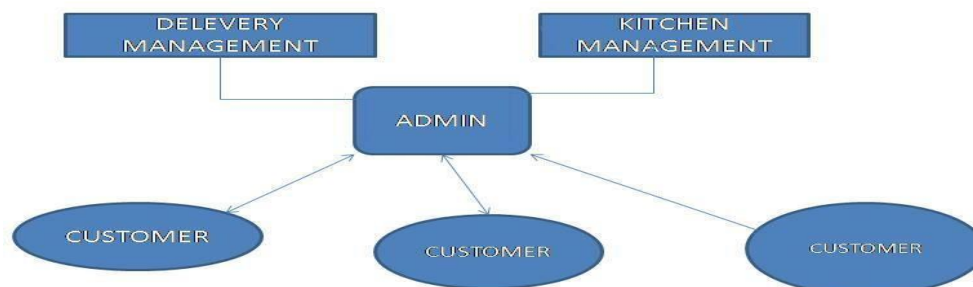 DELEVERY
MANAGEMENT
KITCHEN
MANAGEMENT
ADMIN
CUSTOMER
CUSTOMER
CUSTOMER